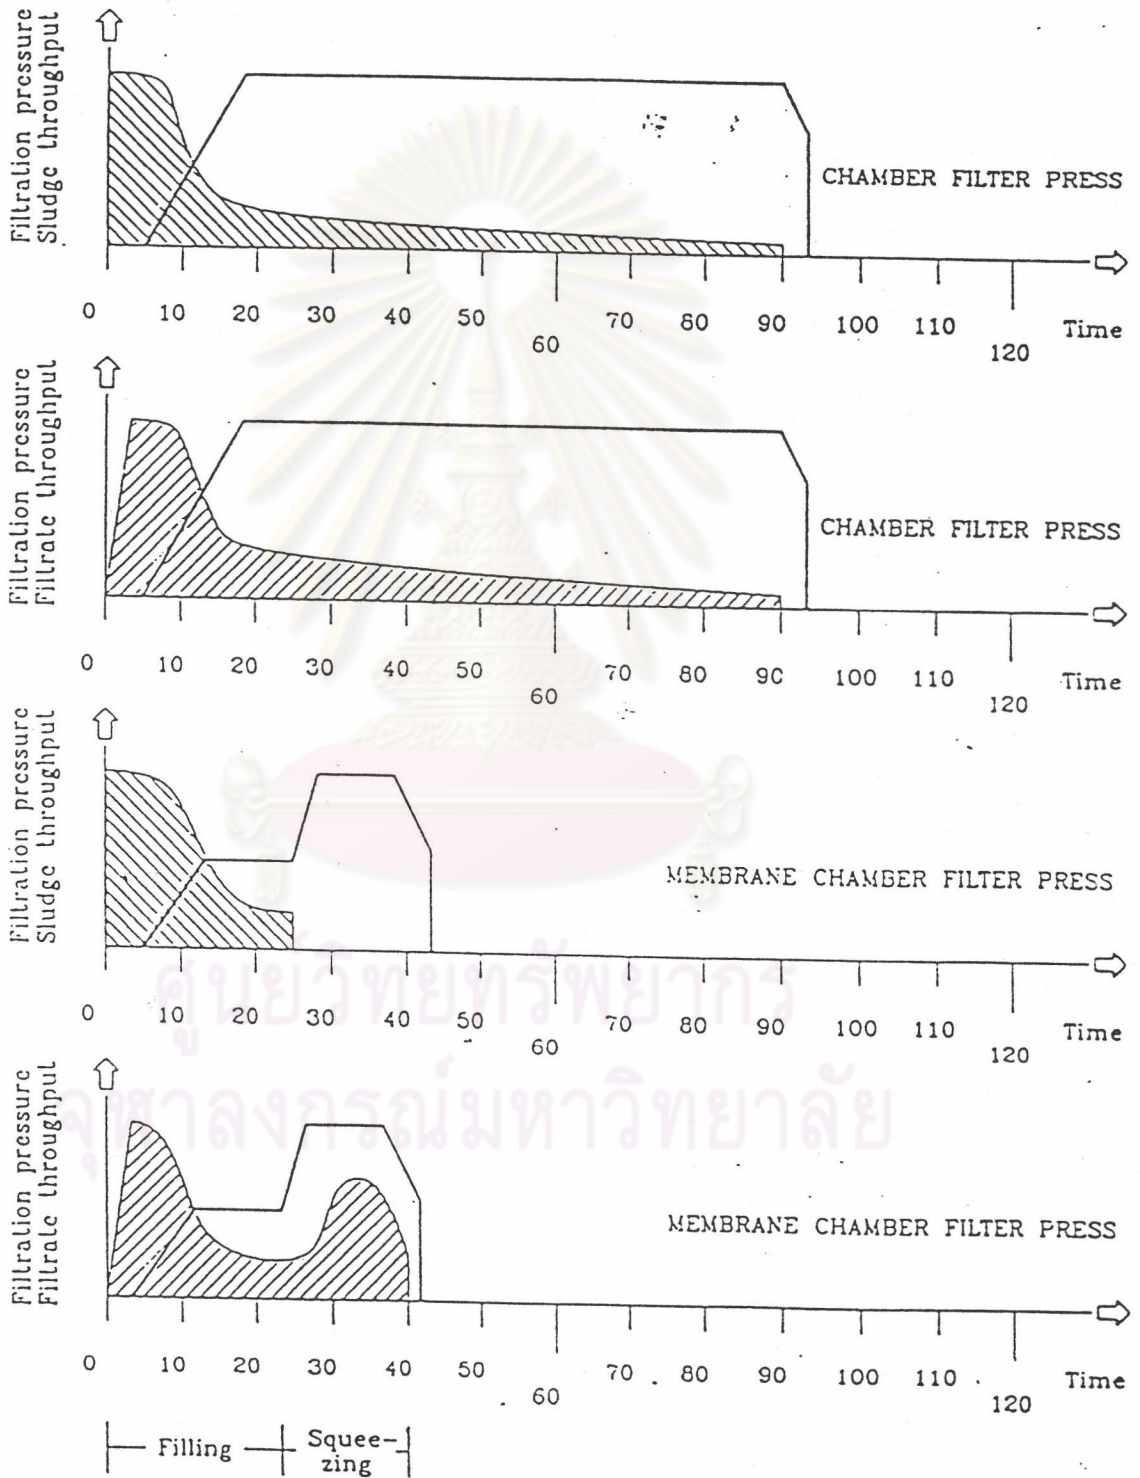 Filtration pressure
Sludge throughput
CHAMBER FILTER PRESS
0 10 20 30 40 50 60 70 80 90 100 110 120 Time
Filtration pressure
Filtrate throughput
CHAMBER FILTER PRESS
0 10 20 30 40 50 60 70 80 90 100 110 120 Time
Filtration pressure
Sludge throughput
MEMBRANE CHAMBER FILTER PRESS
0 10 20 30 40 50 60 70 80 90 100 110 120 Time
ศูนย์วิทยทรัพยากร
Filtration pressure
Filtrate throughput
จุฬาลงกรณ์มหาวิทยาลัย
MEMBRANE CHAMBER FILTER PRESS
0 10 20 30 40 50 60 70 80 90 100 110 120 Time
Filling
Squee-
zing